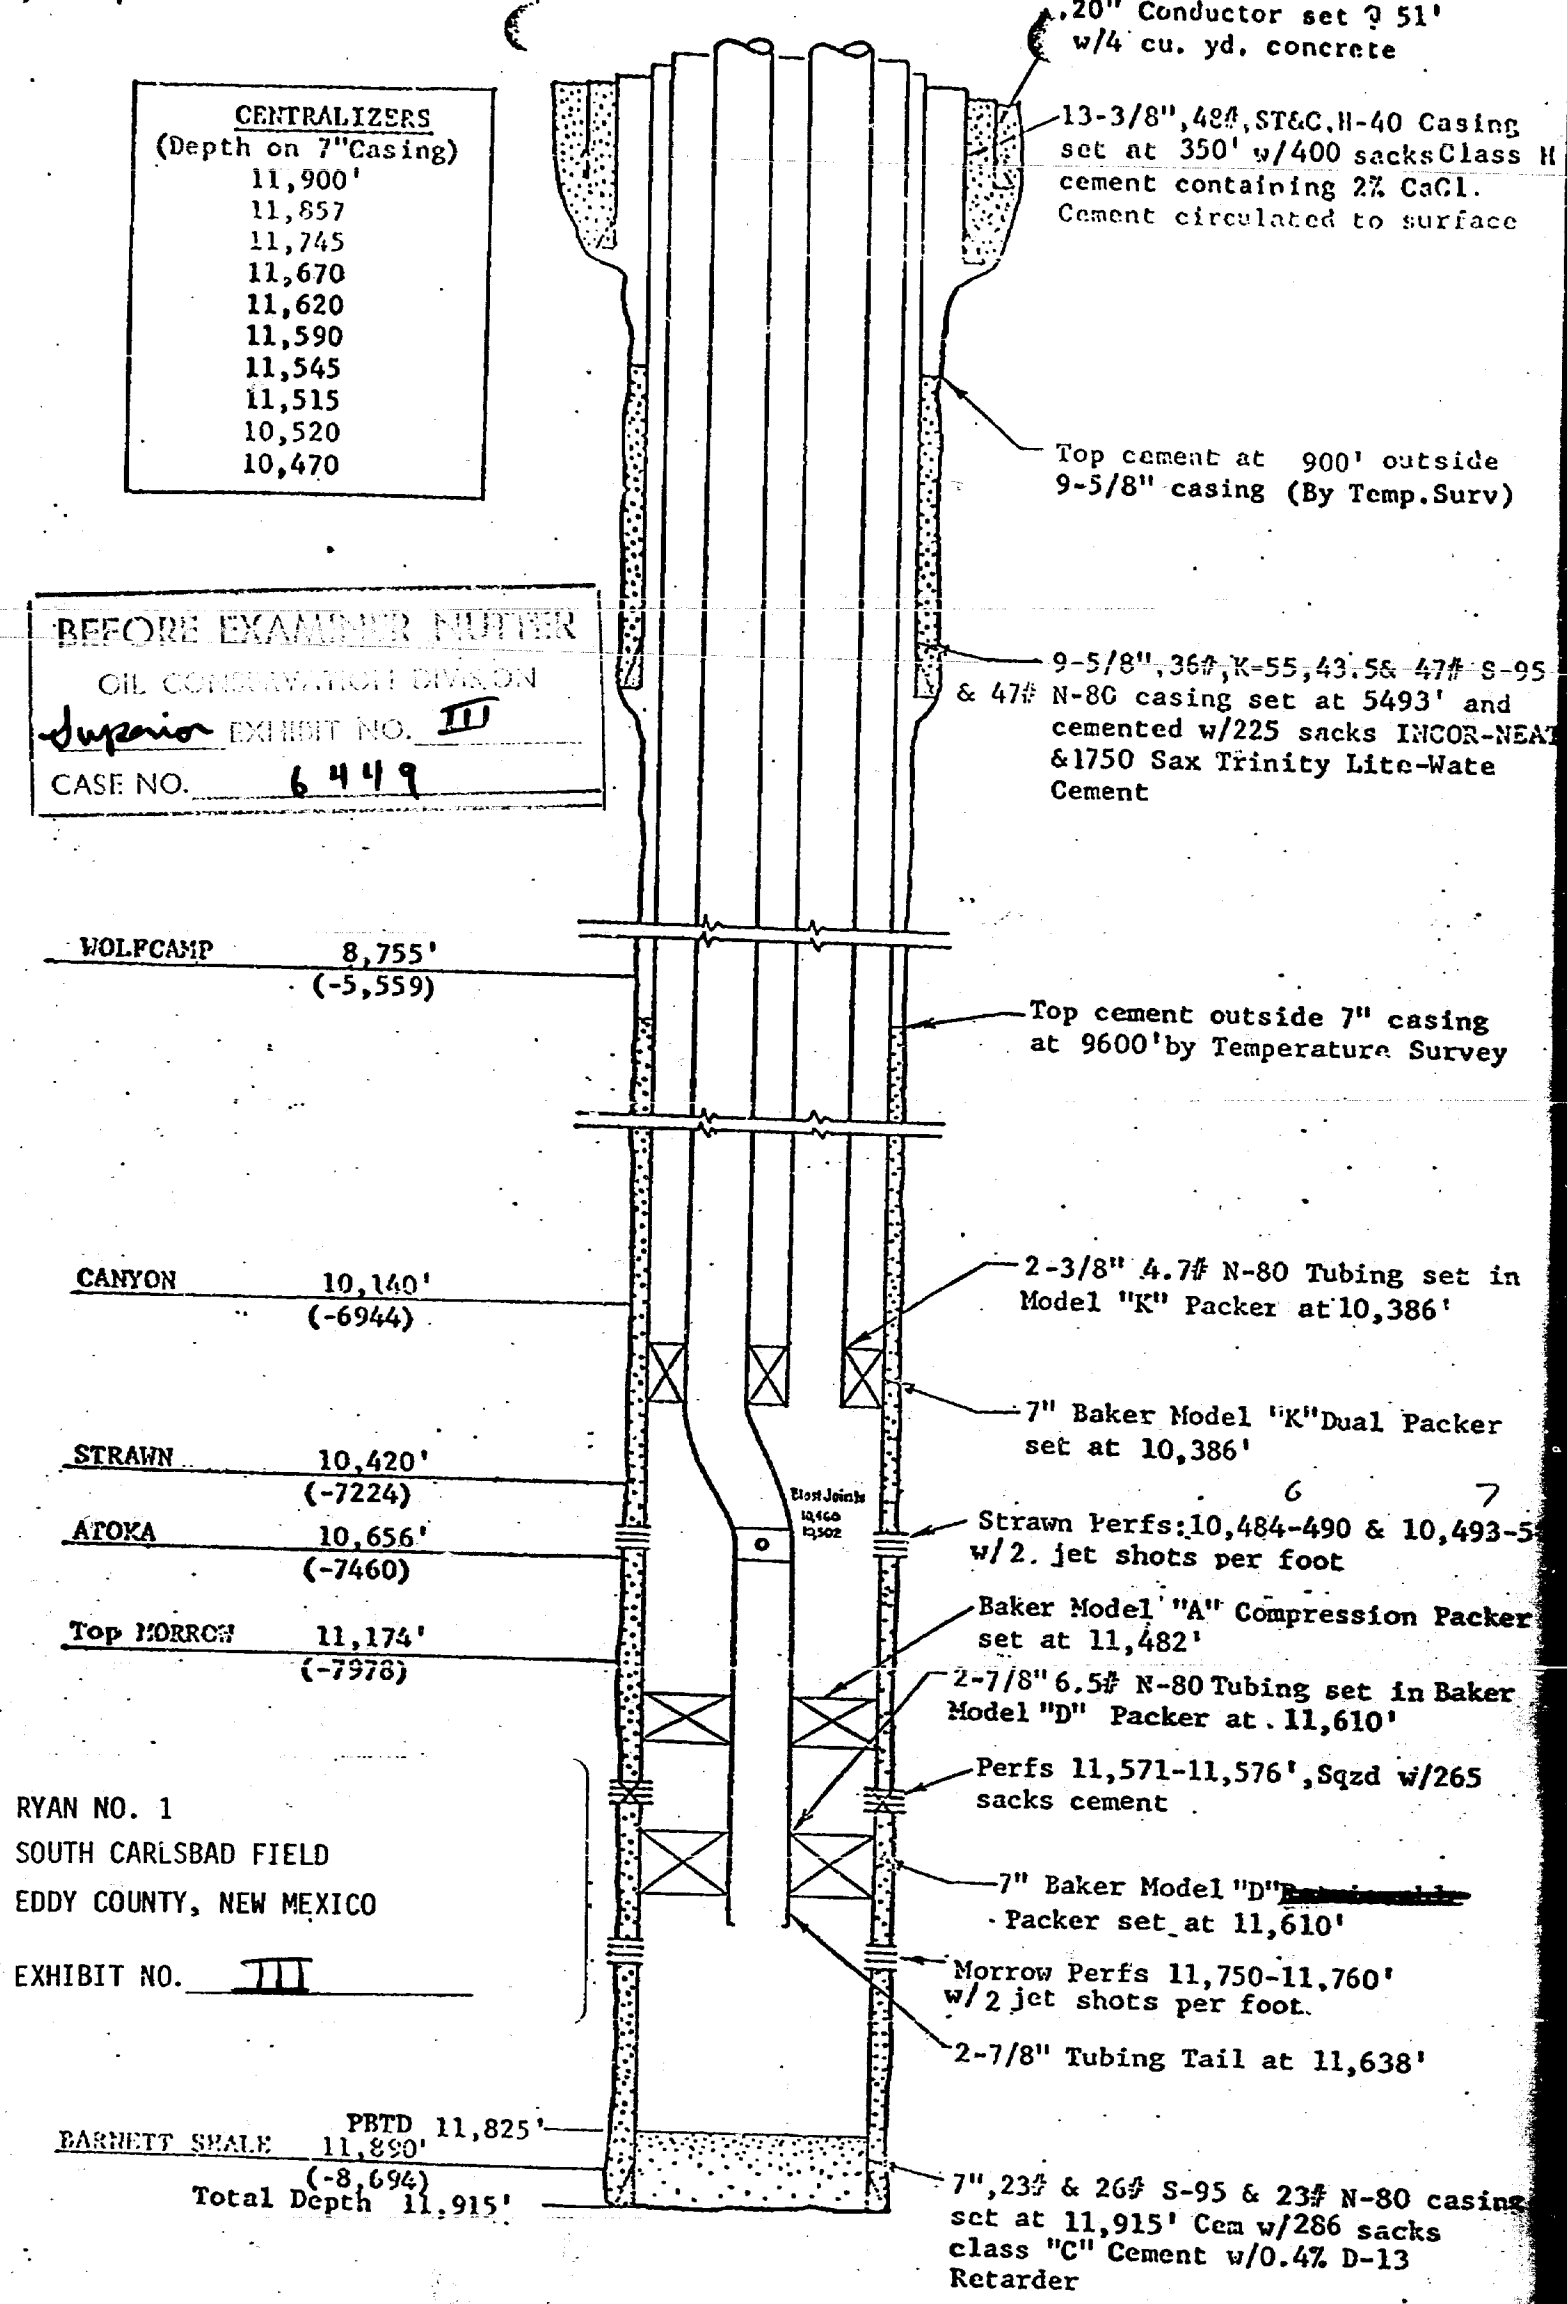 20" Conductor set @ 51'
w/4 cu. yd. concrete
CENTRALIZERS
(Depth on 7"Casing)
11,900'
11,857
11,745
11,670
11,620
11,590
11,545
11,515
10,520
10,470
13-3/8",48#,ST&C,H-40 Casing
set at 350' w/400 sacksClass H
cement containing 2% CaCl.
Cement circulated to surface
Top cement at 900' outside
9-5/8" casing (By Temp.Surv)
BEFORE EXAMINER NUTTER
OIL CONSERVATION DIVISION
Superior EXHIBIT NO. III
CASE NO. 6449
9-5/8",36#,K-55,43.5& 47# S-95
& 47# N-80 casing set at 5493' and
cemented w/225 sacks INCOR-NEAT
&1750 Sax Trinity Lite-Wate
Cement
WOLFCAMP 8,755'
(-5,559)
Top cement outside 7" casing
at 9600'by Temperature Survey
CANYON 10,140'
(-6944)
2-3/8" 4.7# N-80 Tubing set in
Model "K" Packer at 10,386'
7" Baker Model "K"Dual Packer
set at 10,386'
STRAWN 10,420'
(-7224)
Blast Joints
10,460
10,502
6 7
Strawn Perfs:10,484-490 & 10,493-5
w/2 jet shots per foot
ATOKA 10,656'
(-7460)
Baker Model "A" Compression Packer
set at 11,482'
Top MORROW 11,174'
(-7978)
2-7/8" 6.5# N-80 Tubing set in Baker
Model "D" Packer at 11,610'
Perfs 11,571-11,576',Sqzd w/265
sacks cement
RYAN NO. 1
SOUTH CARLSBAD FIELD
EDDY COUNTY, NEW MEXICO
EXHIBIT NO. III
7" Baker Model "D"
Packer set at 11,610'
Morrow Perfs 11,750-11,760'
w/2 jet shots per foot.
2-7/8" Tubing Tail at 11,638'
PBTD 11,825'
BARNETT SHALE 11,890'
(-8,694)
Total Depth 11,915'
7",23# & 26# S-95 & 23# N-80 casing
set at 11,915' Cem w/286 sacks
class "C" Cement w/0.4% D-13
Retarder